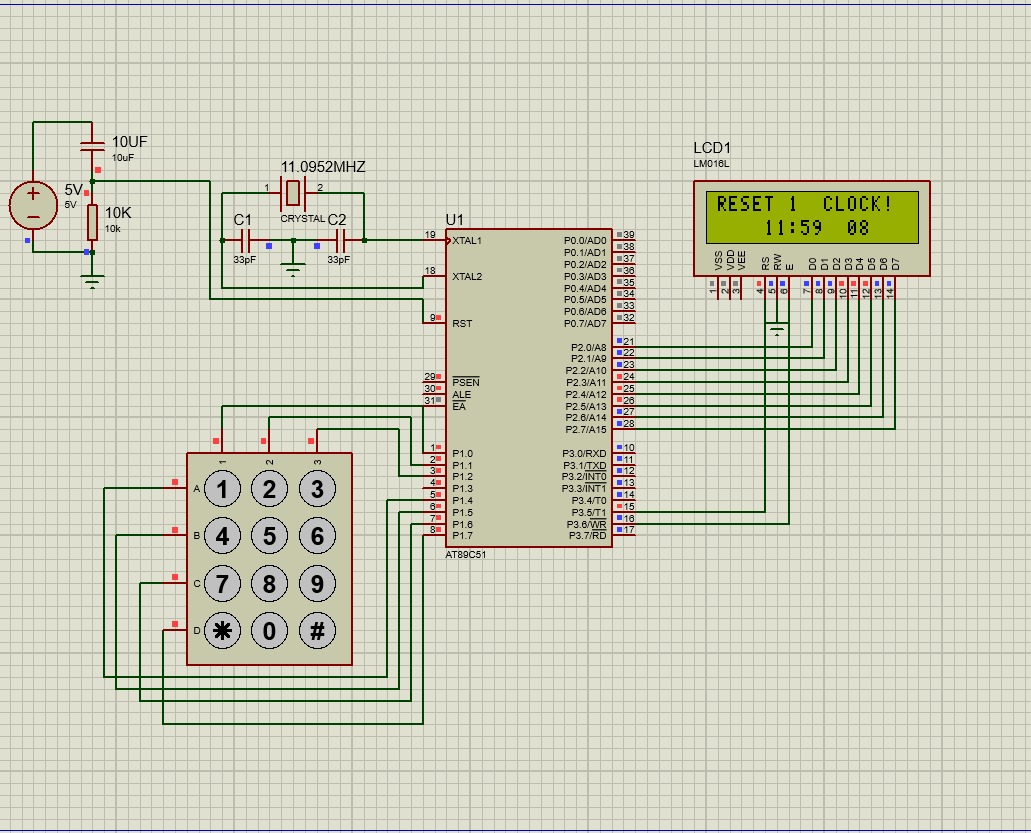 10UF
10uF
5V
5V
10K
10k
11.0952MHZ
1 2
CRYSTAL
C1
33pF
C2
33pF
U1
19 XTAL1
18 XTAL2
9 RST
29 PSEN
30 ALE
31 EA
1 P1.0
2 P1.1
3 P1.2
4 P1.3
5 P1.4
6 P1.5
7 P1.6
8 P1.7
P0.0/AD0 39
P0.1/AD1 38
P0.2/AD2 37
P0.3/AD3 36
P0.4/AD4 35
P0.5/AD5 34
P0.6/AD6 33
P0.7/AD7 32
P2.0/A8 21
P2.1/A9 22
P2.2/A10 23
P2.3/A11 24
P2.4/A12 25
P2.5/A13 26
P2.6/A14 27
P2.7/A15 28
P3.0/RXD 10
P3.1/TXD 11
P3.2/INT0 12
P3.3/INT1 13
P3.4/T0 14
P3.5/T1 15
P3.6/WR 16
P3.7/RD 17
AT89C51
LCD1
LM016L
RESET 1 CLOCK!
11:59 08
VSS VDD VEE RS RW E D0 D1 D2 D3 D4 D5 D6 D7
1 2 3 4 5 6 7 8 9 10 11 12 13 14
1 2 3
A 1 2 3
B 4 5 6
C 7 8 9
D * 0 #